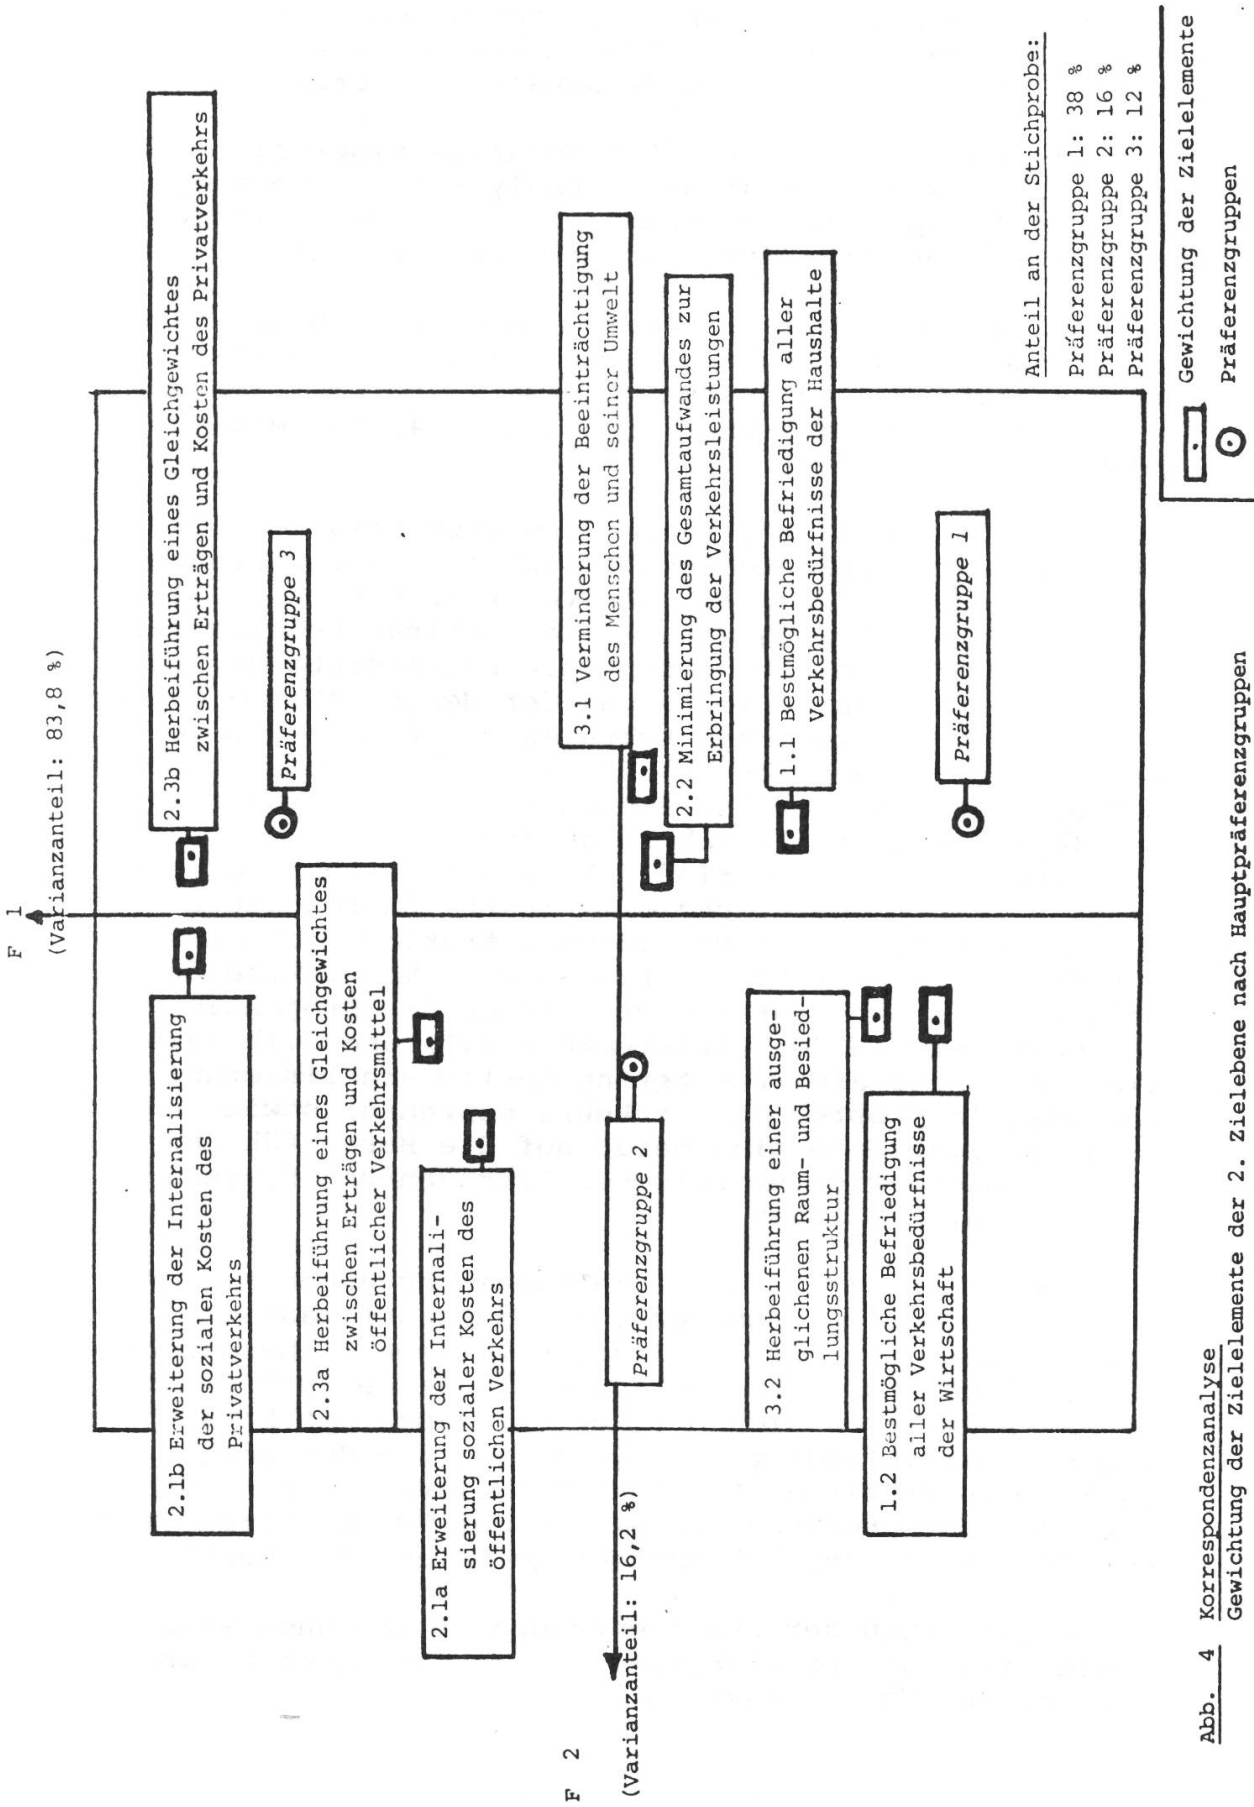 F 1
(Varianzanteil: 83,8 %)
2.1b Erweiterung der Internalisierung
der sozialen Kosten des
Privatverkehrs
2.3b Herbeiführung eines Gleichgewichtes
zwischen Erträgen und Kosten des Privatverkehrs
Präferenzgruppe 3
2.3a Herbeiführung eines Gleichgewichtes
zwischen Erträgen und Kosten
öffentlicher Verkehrsmittel
2.1a Erweiterung der Internali-
sierung sozialer Kosten des
öffentlichen Verkehrs
3.1 Verminderung der Beeinträchtigung
des Menschen und seiner Umwelt
F 2
(Varianzanteil: 16,2 %)
Präferenzgruppe 2
2.2 Minimierung des Gesamtaufwandes zur
Erbringung der Verkehrsleistungen
3.2 Herbeiführung einer ausge-
glichenen Raum- und Besied-
lungsstruktur
1.1 Bestmögliche Befriedigung aller
Verkehrsbedürfnisse der Haushalte
1.2 Bestmögliche Befriedigung
aller Verkehrsbedürfnisse
der Wirtschaft
Präferenzgruppe 1
Anteil an der Stichprobe:
Präferenzgruppe 1: 38 %
Präferenzgruppe 2: 16 %
Präferenzgruppe 3: 12 %
Gewichtung der Zielelemente
Präferenzgruppen
Abb. 4 Korrespondenzanalyse
Gewichtung der Zielelemente der 2. Zielebene nach Hauptpräferenzgruppen